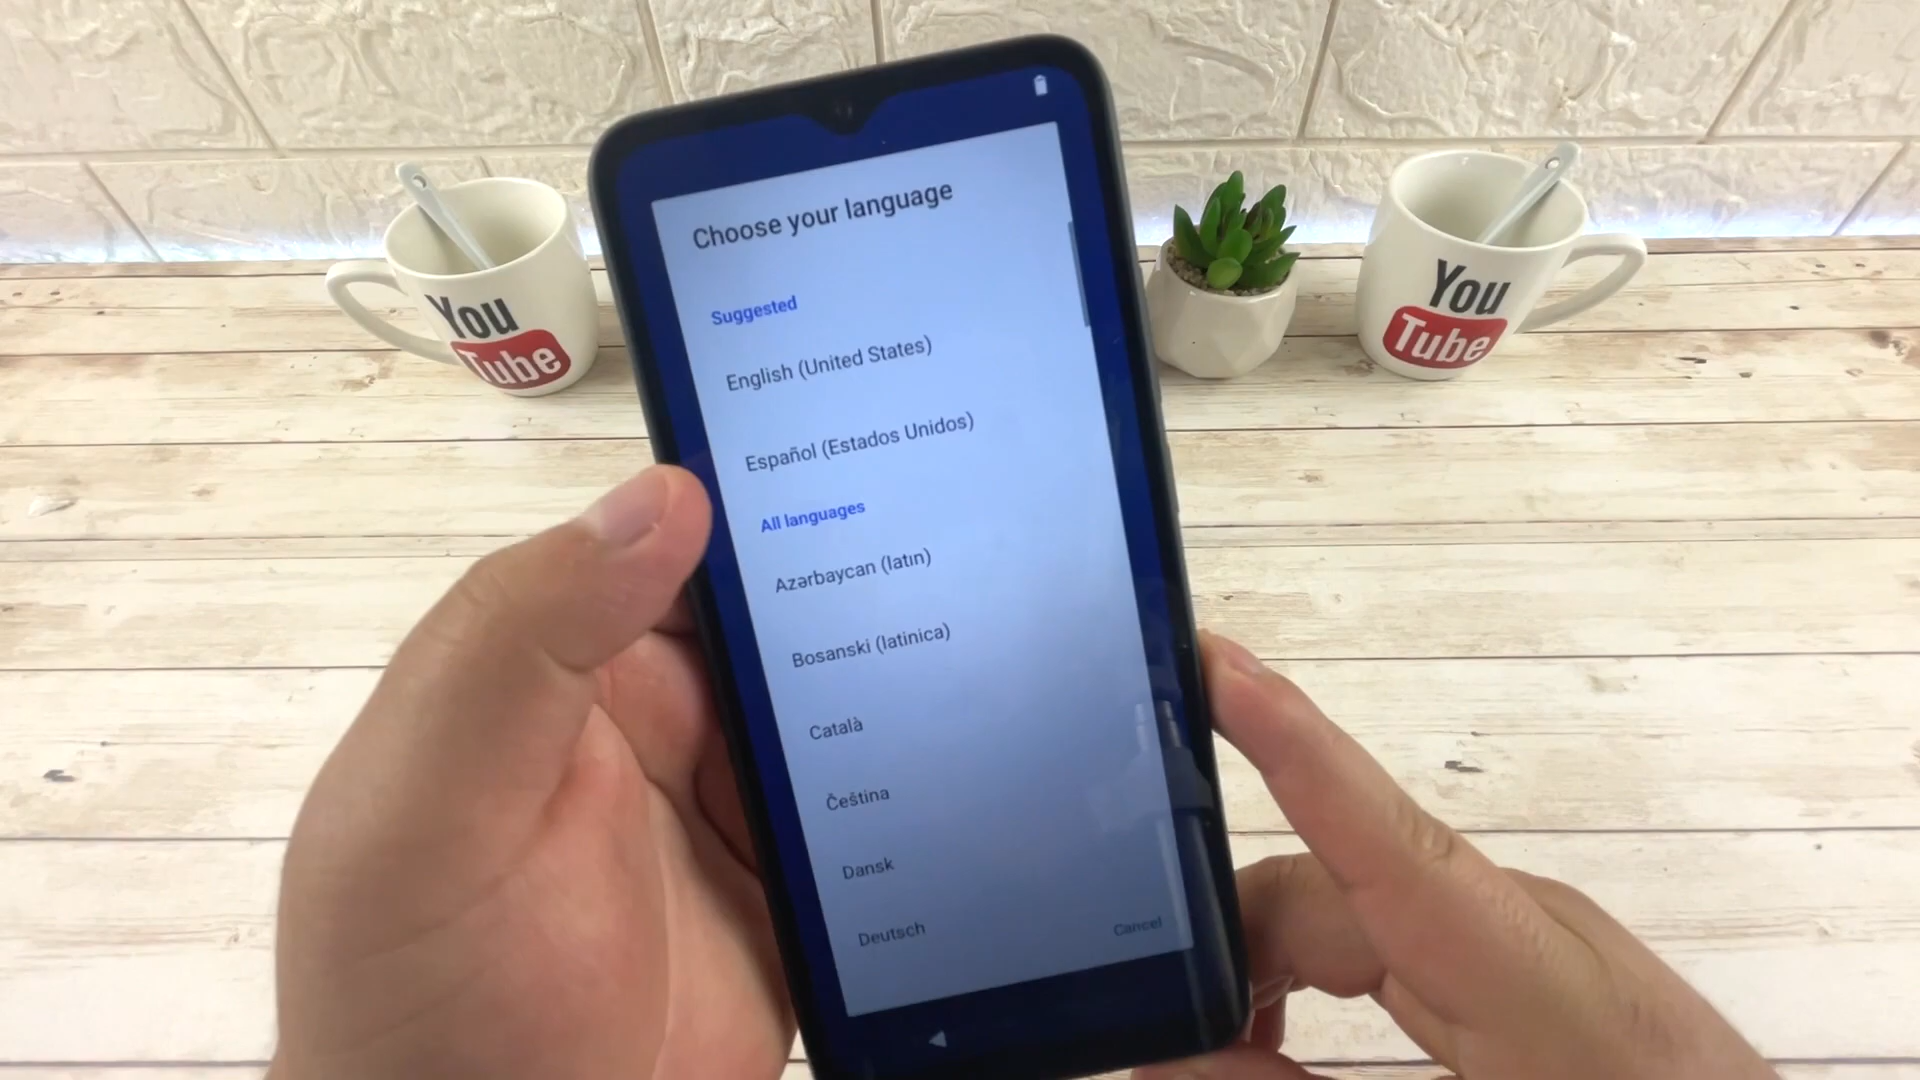 Choose your language
Suggested
English (United States)
Español (Estados Unidos)
All languages
Azərbaycan (latın)
Bosanski (latinica)
Català
Čeština
Dansk
Deutsch
Cancel
You
Tube
You
Tube